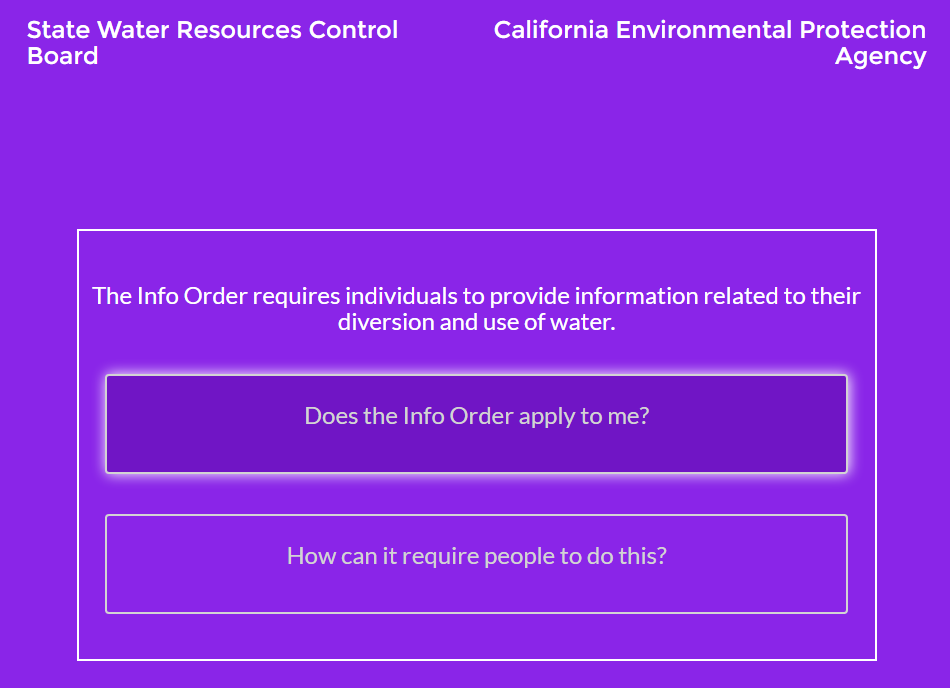 State Water Resources Control
Board
California Environmental Protection
Agency
The Info Order requires individuals to provide information related to their
diversion and use of water.
Does the Info Order apply to me?
How can it require people to do this?